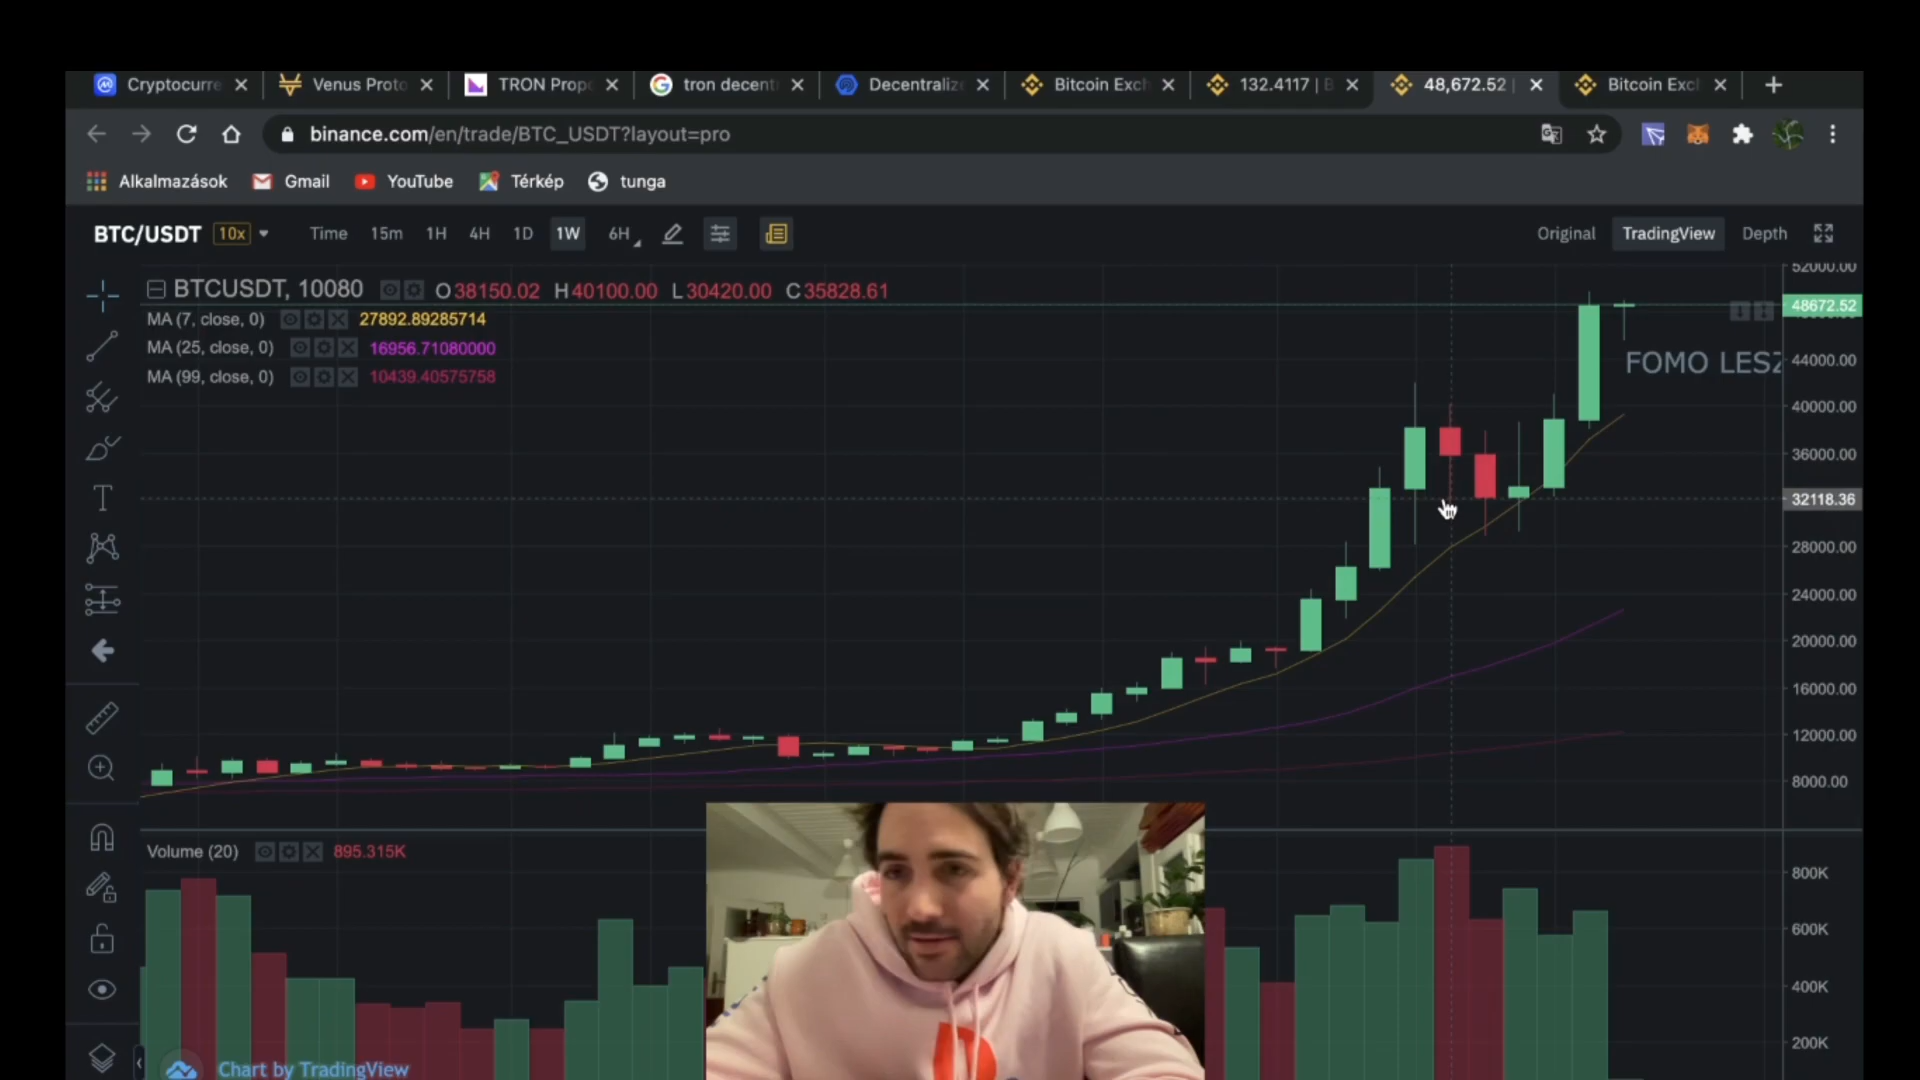 Cryptocurre
Venus Proto
TRON Prop
tron decent
Decentralize
Bitcoin Exch
132.4117 | B
48,672.52 |
Bitcoin Excl
binance.com/en/trade/BTC_USDT?layout=pro
Alkalmazások
Gmail
YouTube
Térkép
tunga
BTC/USDT 10x
Time 15m 1H 4H 1D 1W 6H
Original TradingView Depth
BTCUSDT, 10080 O38150.02 H40100.00 L30420.00 C35828.61
MA (7, close, 0) 27892.89285714
MA (25, close, 0) 16956.71080000
MA (99, close, 0) 10439.40575758
52000.00
48672.52
FOMO LESZ
44000.00
40000.00
36000.00
32118.36
28000.00
24000.00
20000.00
16000.00
12000.00
8000.00
Volume (20) 895.315K
800K
600K
400K
200K
Chart by TradingView